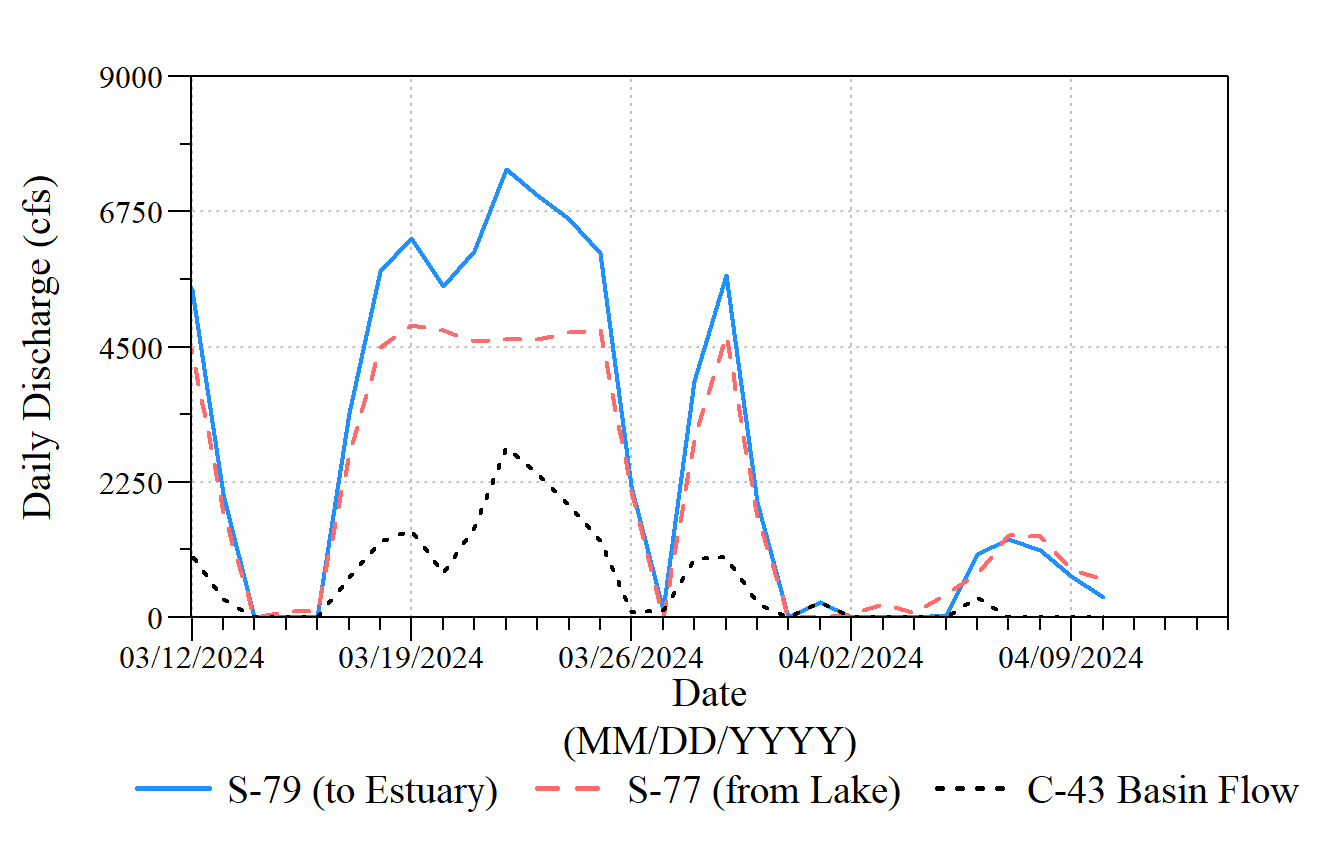 9000
6750
4500
2250
0
Daily Discharge (cfs)
03/12/2024 03/19/2024 03/26/2024 04/02/2024 04/09/2024
Date
(MM/DD/YYYY)
S-79 (to Estuary) S-77 (from Lake) C-43 Basin Flow